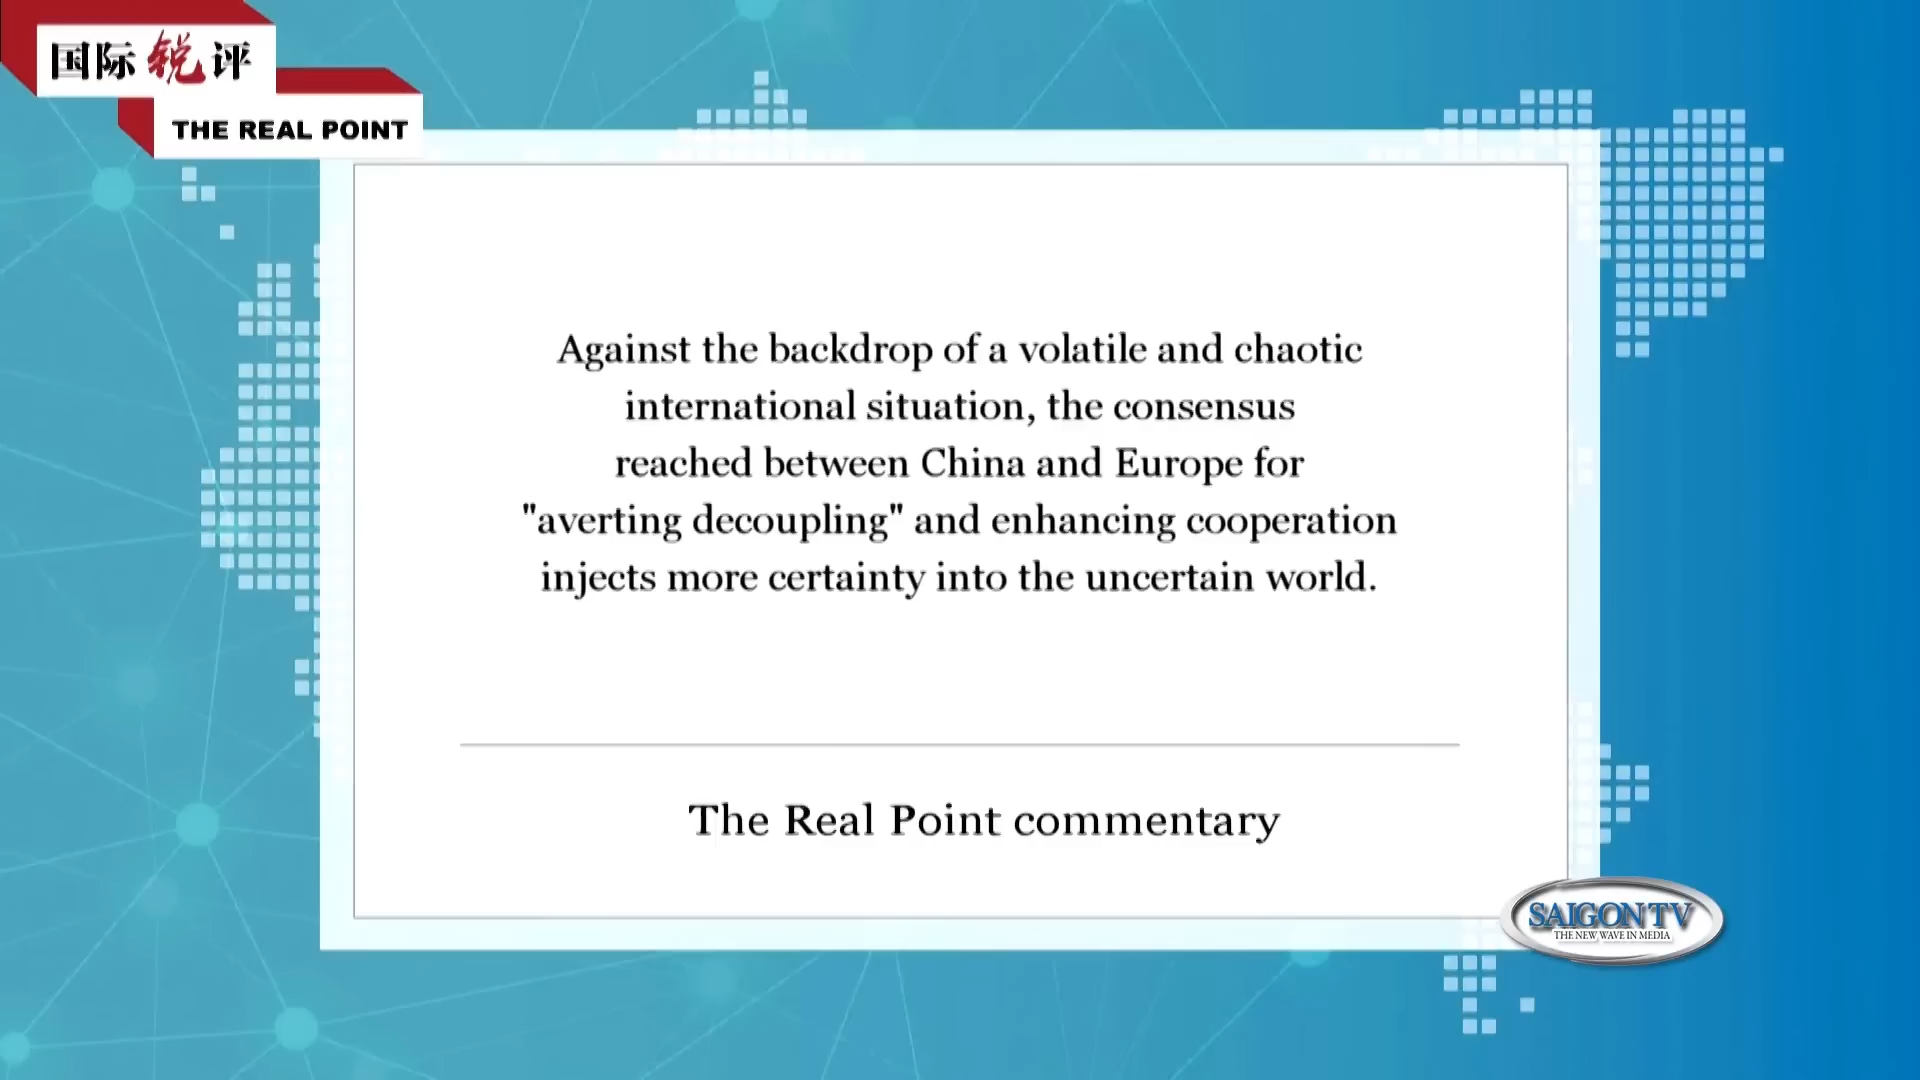 国际锐评
THE REAL POINT
Against the backdrop of a volatile and chaotic
international situation, the consensus
reached between China and Europe for
"averting decoupling" and enhancing cooperation
injects more certainty into the uncertain world.
The Real Point commentary
SAIGON TV
THE NEW WAVE IN MEDIA